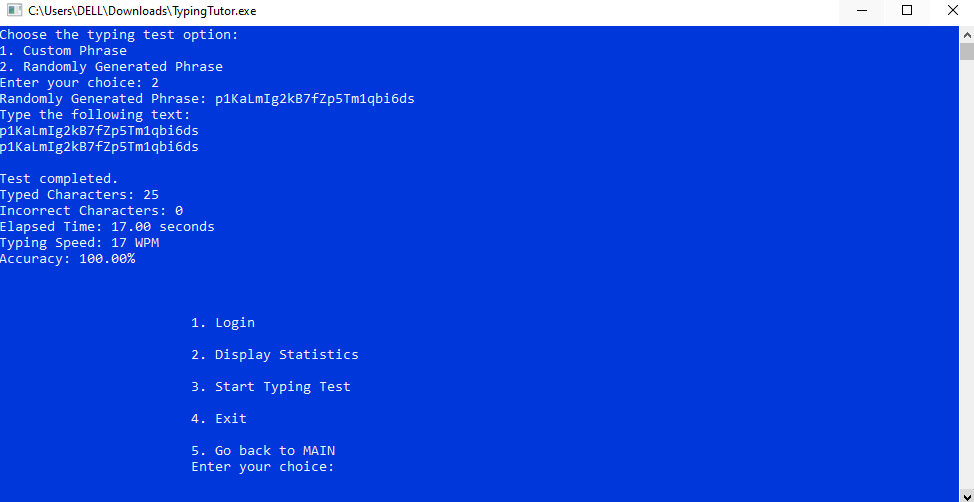 C:\Users\DELL\Downloads\TypingTutor.exe
Choose the typing test option:
1. Custom Phrase
2. Randomly Generated Phrase
Enter your choice: 2
Randomly Generated Phrase: p1KaLmIg2kB7fZp5Tm1qbi6ds
Type the following text:
p1KaLmIg2kB7fZp5Tm1qbi6ds
p1KaLmIg2kB7fZp5Tm1qbi6ds
Test completed.
Typed Characters: 25
Incorrect Characters: 0
Elapsed Time: 17.00 seconds
Typing Speed: 17 WPM
Accuracy: 100.00%
1. Login
2. Display Statistics
3. Start Typing Test
4. Exit
5. Go back to MAIN
Enter your choice: